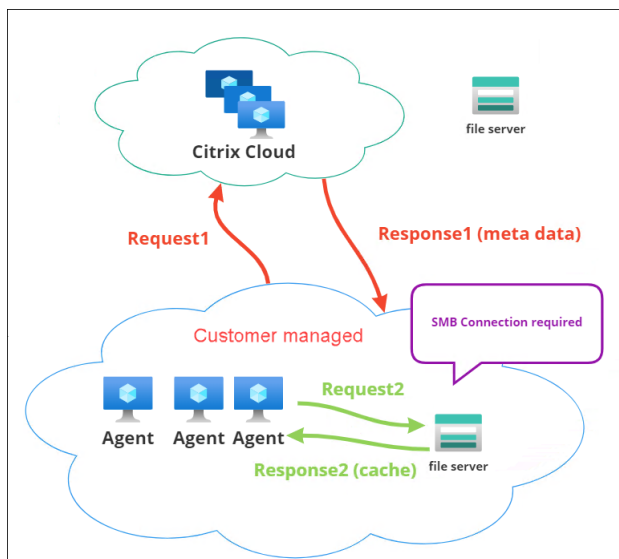 Citrix Cloud
file server
Request1
Response1 (meta data)
SMB Connection required
Customer managed
Request2
Agent
Agent
Agent
Response2 (cache)
file server